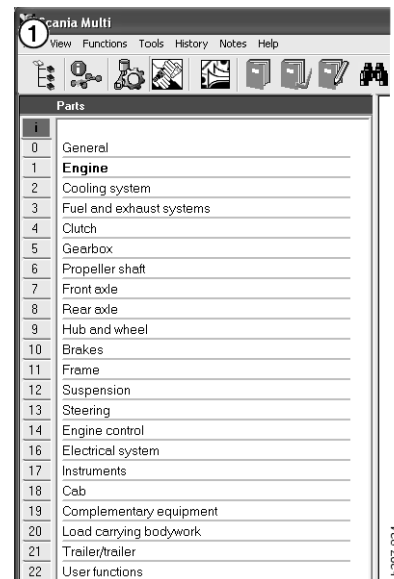 cania Multi
1
View Functions Tools History Notes Help
Parts
i
0 General
1 Engine
2 Cooling system
3 Fuel and exhaust systems
4 Clutch
5 Gearbox
6 Propeller shaft
7 Front axle
8 Rear axle
9 Hub and wheel
10 Brakes
11 Frame
12 Suspension
13 Steering
14 Engine control
16 Electrical system
17 Instruments
18 Cab
19 Complementary equipment
20 Load carrying bodywork
21 Trailer/trailer
22 User functions